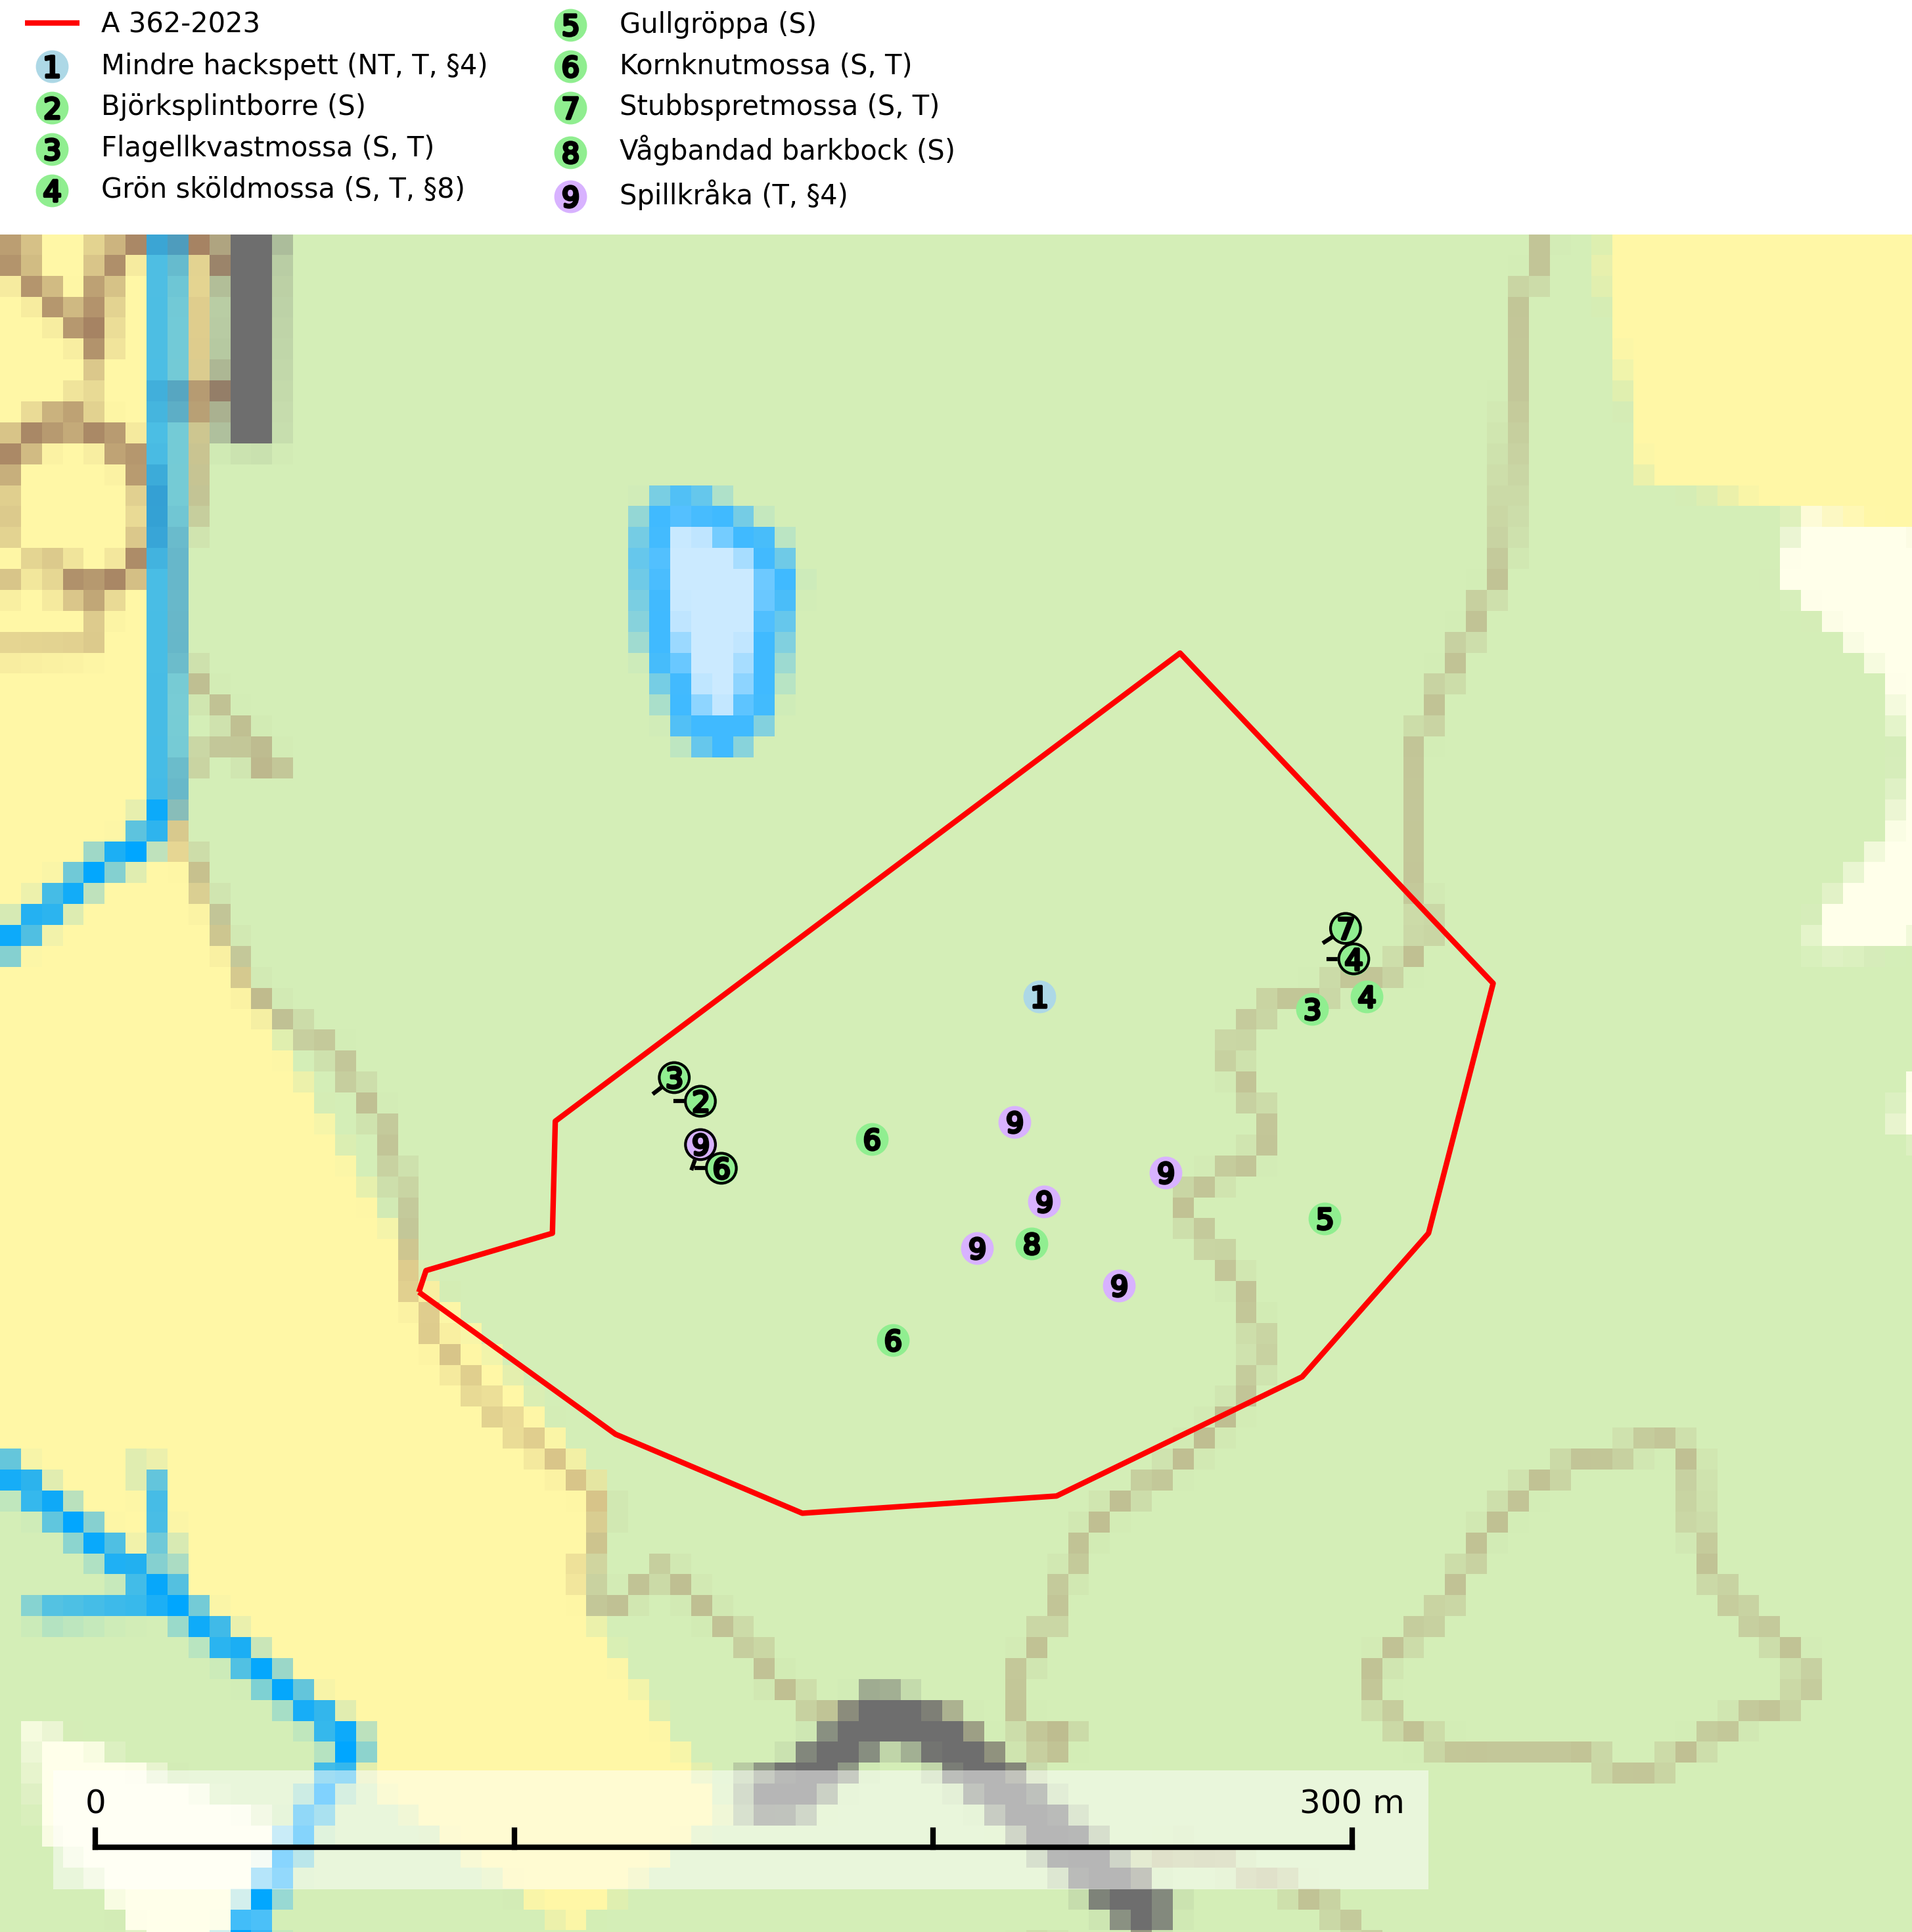 A 362-2023
1 Mindre hackspett (NT, T, §4)
2 Björksplintborre (S)
3 Flagellkvastmossa (S, T)
4 Grön sköldmossa (S, T, §8)
5 Gullgröppa (S)
6 Kornknutmossa (S, T)
7 Stubbspretmossa (S, T)
8 Vågbandad barkbock (S)
9 Spillkråka (T, §4)
7
4
1
4
3
3
2
9
6
9
6
9
9
5
8
9
9
6
0
300 m